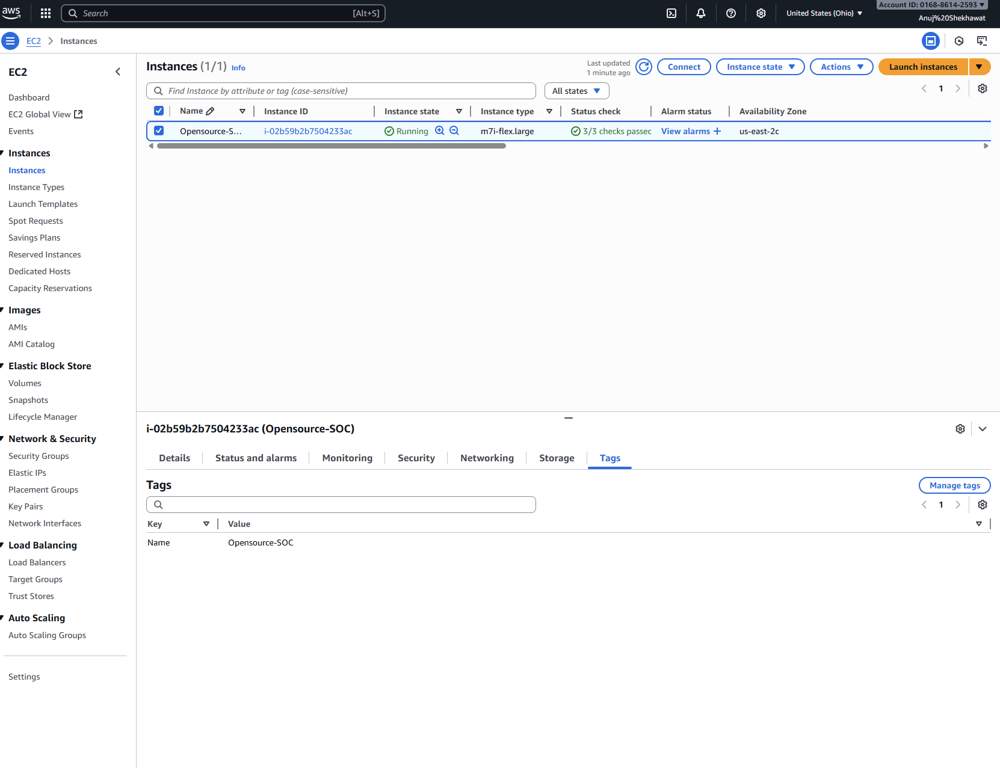 aws
Search [Alt+S]
United States (Ohio)
Account ID: 0168-8614-2593
Anuj%20Shekhawat
EC2 Instances
EC2
Dashboard
EC2 Global View
Events
Instances
Instances
Instance Types
Launch Templates
Spot Requests
Savings Plans
Reserved Instances
Dedicated Hosts
Capacity Reservations
Images
AMIs
AMI Catalog
Elastic Block Store
Volumes
Snapshots
Lifecycle Manager
Network & Security
Security Groups
Elastic IPs
Placement Groups
Key Pairs
Network Interfaces
Load Balancing
Load Balancers
Target Groups
Trust Stores
Auto Scaling
Auto Scaling Groups
Settings
Instances (1/1) Info
Last updated
1 minute ago
Connect
Instance state
Actions
Launch instances
Find Instance by attribute or tag (case-sensitive)
All states
1
Name Instance ID Instance state Instance type Status check Alarm status Availability Zone
Opensource-S... i-02b59b2b7504233ac Running m7i-flex.large 3/3 checks passed View alarms + us-east-2c
i-02b59b2b7504233ac (Opensource-SOC)
Details Status and alarms Monitoring Security Networking Storage Tags
Tags
Manage tags
1
Key Value
Name Opensource-SOC